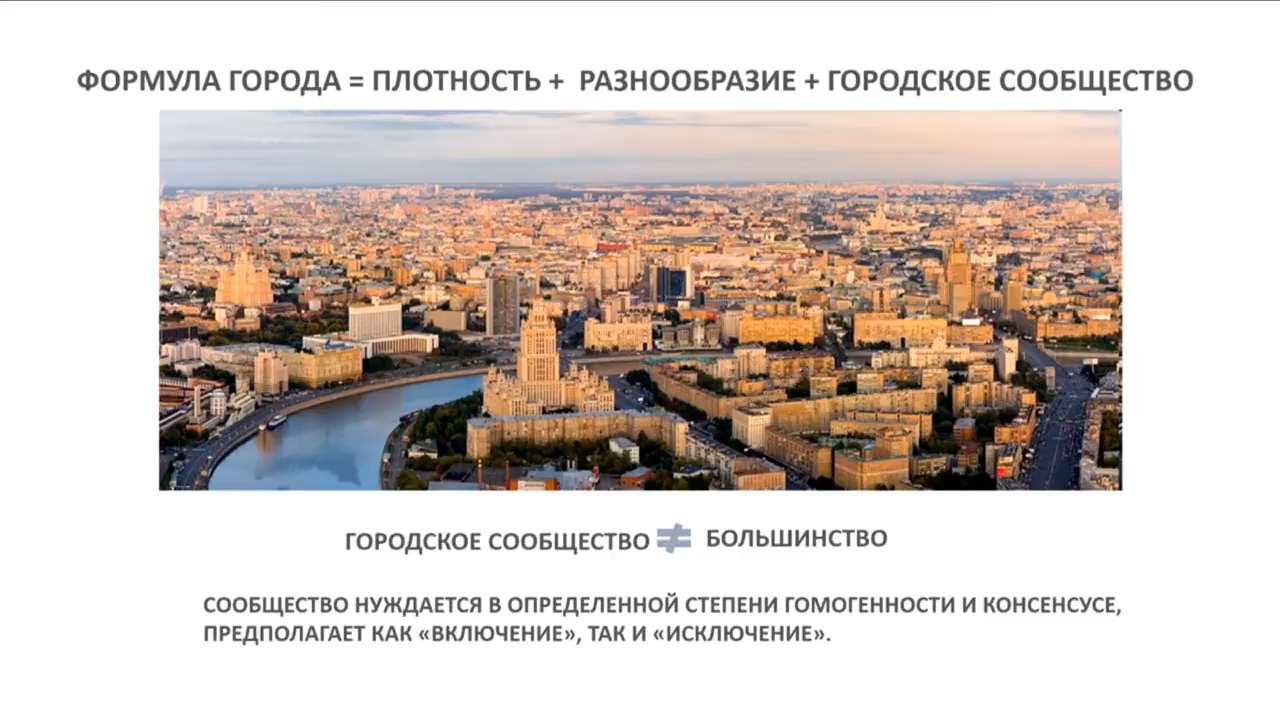 ФОРМУЛА ГОРОДА = ПЛОТНОСТЬ + РАЗНООБРАЗИЕ + ГОРОДСКОЕ СООБЩЕСТВО
ГОРОДСКОЕ СООБЩЕСТВО ≠ БОЛЬШИНСТВО
СООБЩЕСТВО НУЖДАЕТСЯ В ОПРЕДЕЛЕННОЙ СТЕПЕНИ ГОМОГЕННОСТИ И КОНСЕНСУСЕ,
ПРЕДПОЛАГАЕТ КАК «ВКЛЮЧЕНИЕ», ТАК И «ИСКЛЮЧЕНИЕ».